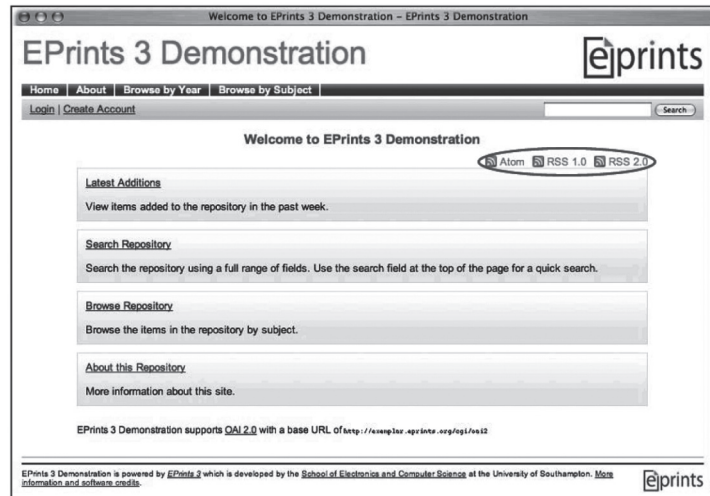 Welcome to EPrints 3 Demonstration – EPrints 3 Demonstration
EPrints 3 Demonstration
eprints
Home | About | Browse by Year | Browse by Subject |
Login | Create Account
Search
Welcome to EPrints 3 Demonstration
Atom RSS 1.0 RSS 2.0
Latest Additions
View items added to the repository in the past week.
Search Repository
Search the repository using a full range of fields. Use the search field at the top of the page for a quick search.
Browse Repository
Browse the items in the repository by subject.
About this Repository
More information about this site.
EPrints 3 Demonstration supports OAI 2.0 with a base URL of http://exemplar.eprints.org/cgi/oai2
EPrints 3 Demonstration is powered by EPrints 3 which is developed by the School of Electronics and Computer Science at the University of Southampton. More
information and software credits.
eprints